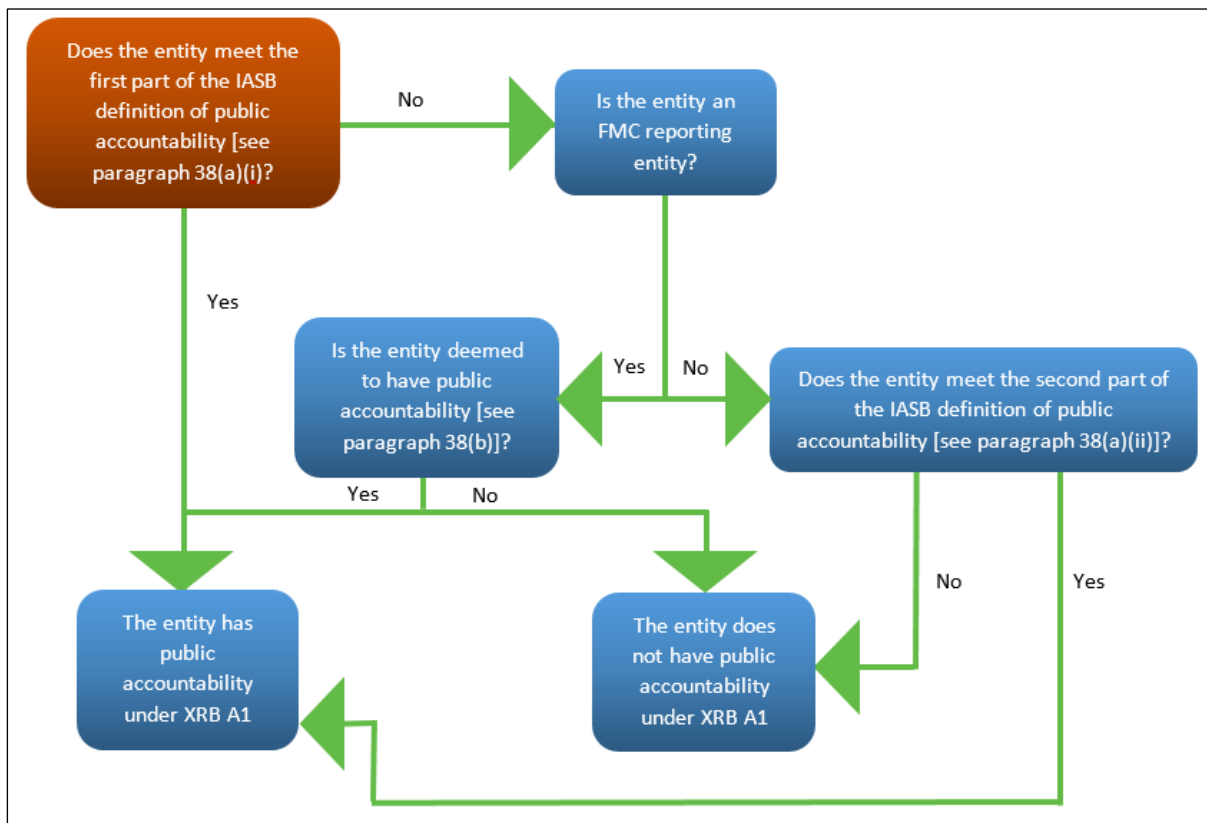 Does the entity meet the
first part of the IASB
definition of public
accountability [see
paragraph 38(a)(i)?
No
Is the entity an
FMC reporting
entity?
Yes
Is the entity deemed
to have public
accountability [see
paragraph 38(b)]?
Yes
No
Does the entity meet the second part of
the IASB definition of public
accountability [see paragraph 38(a)(ii)]?
Yes
No
No
Yes
The entity has
public
accountability
under XRB A1
The entity does
not have public
accountability
under XRB A1